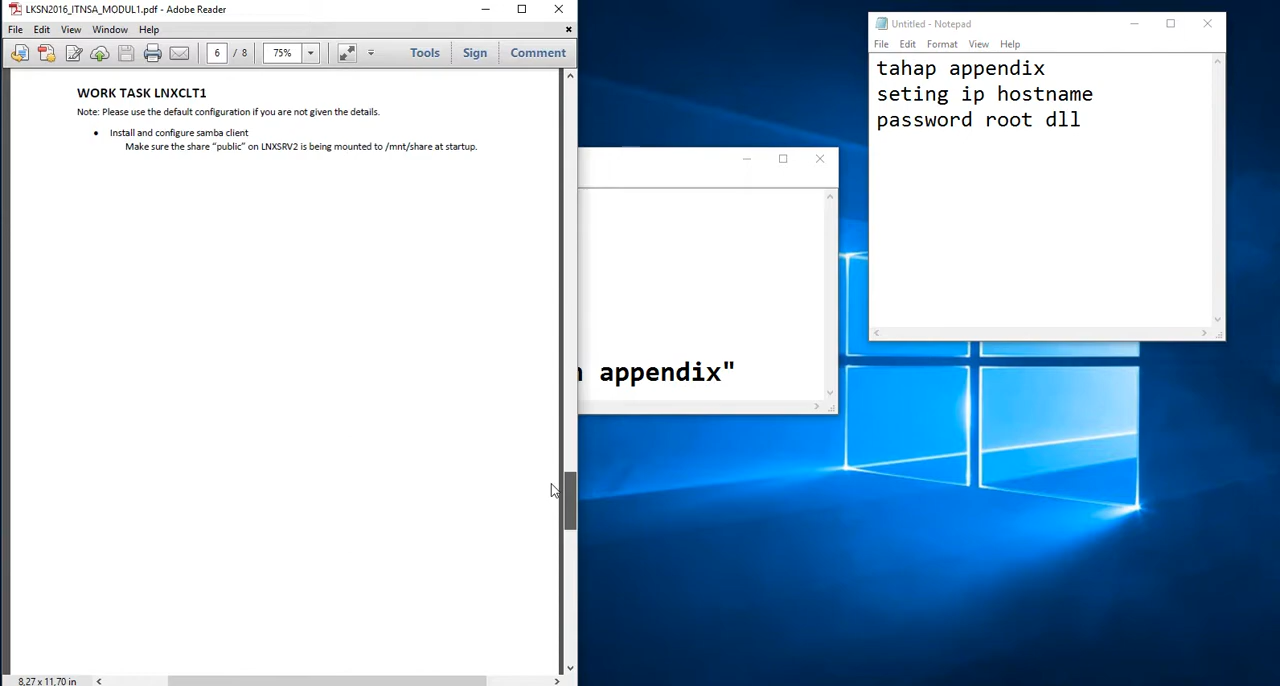 LKSN2016_ITNSA_MODUL1.pdf - Adobe Reader
File Edit View Window Help
6 / 8 75% Tools Sign Comment
WORK TASK LNXCLT1
Note: Please use the default configuration if you are not given the details.
• Install and configure samba client
Make sure the share “public” on LNXSRV2 is being mounted to /mnt/share at startup.
8,27 x 11,70 in
appendix"
Untitled - Notepad
File Edit Format View Help
tahap appendix
seting ip hostname
password root dll